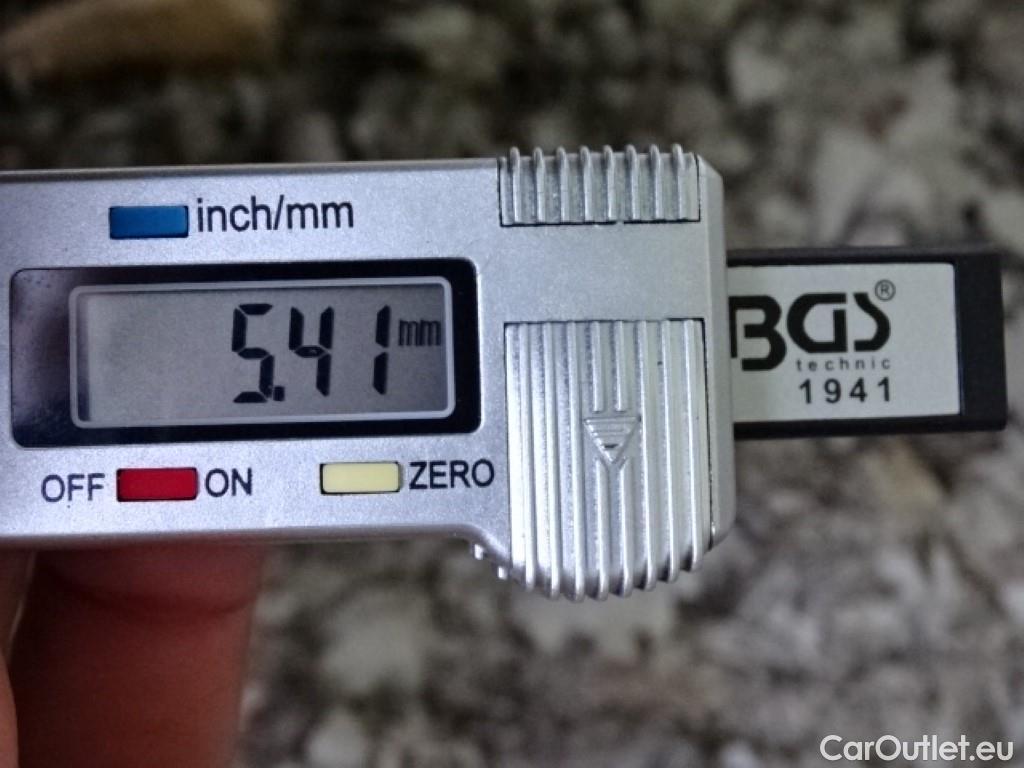 inch/mm
5.41 mm
OFF ON ZERO
BGS®
technic
1941
CarOutlet.eu